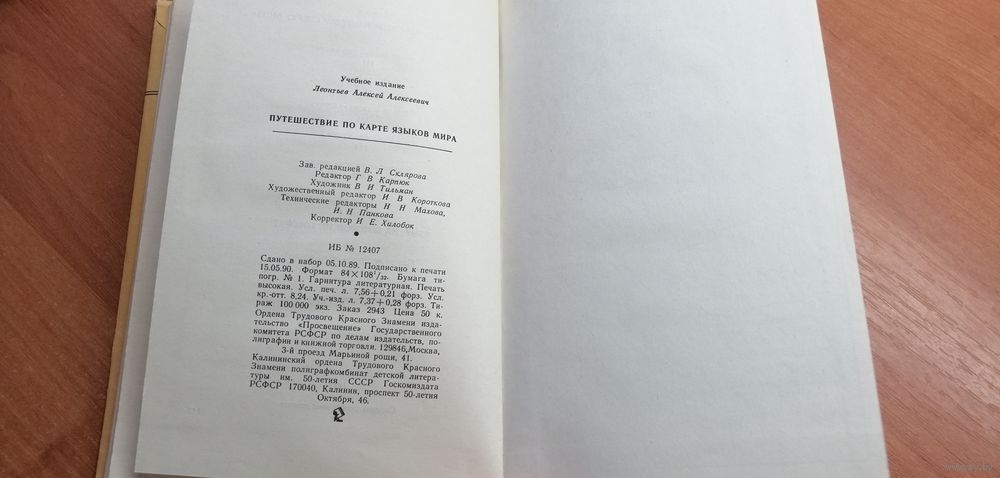 Учебное издание
Леонтьев Алексей Алексеевич
ПУТЕШЕСТВИЕ ПО КАРТЕ ЯЗЫКОВ МИРА
Зав. редакцией В. Л Склярова
Редактор Г В Карпюк
Художник В И Тильман
Художественный редактор И В Короткова
Технические редакторы Н Н Махова,
И. Н Панкова
Корректор И Е. Хилобок
ИБ № 12407
Сдано в набор 05.10.89. Подписано к печати
15.05.90. Формат 84×108¹/₃₂. Бумага ти-
погр. № 1. Гарнитура литературная. Печать
высокая. Усл. печ. л. 7,56+0,21 форз. Усл.
кр.-отт. 8,24. Уч.-изд. л. 7,37+0,28 форз. Ти-
раж 100 000 экз. Заказ 2943 Цена 50 к.
Ордена Трудового Красного Знамени изда-
тельство «Просвещение» Государственного
комитета РСФСР по делам издательств, по-
лиграфии и книжной торговли. 129846,Москва,
3-й проезд Марьиной рощи, 41.
Калининский ордена Трудового Красного
Знамени полиграфкомбинат детской литера-
туры им. 50-летия СССР Госкомиздата
РСФСР 170040, Калинин, проспект 50-летия
Октября, 46.